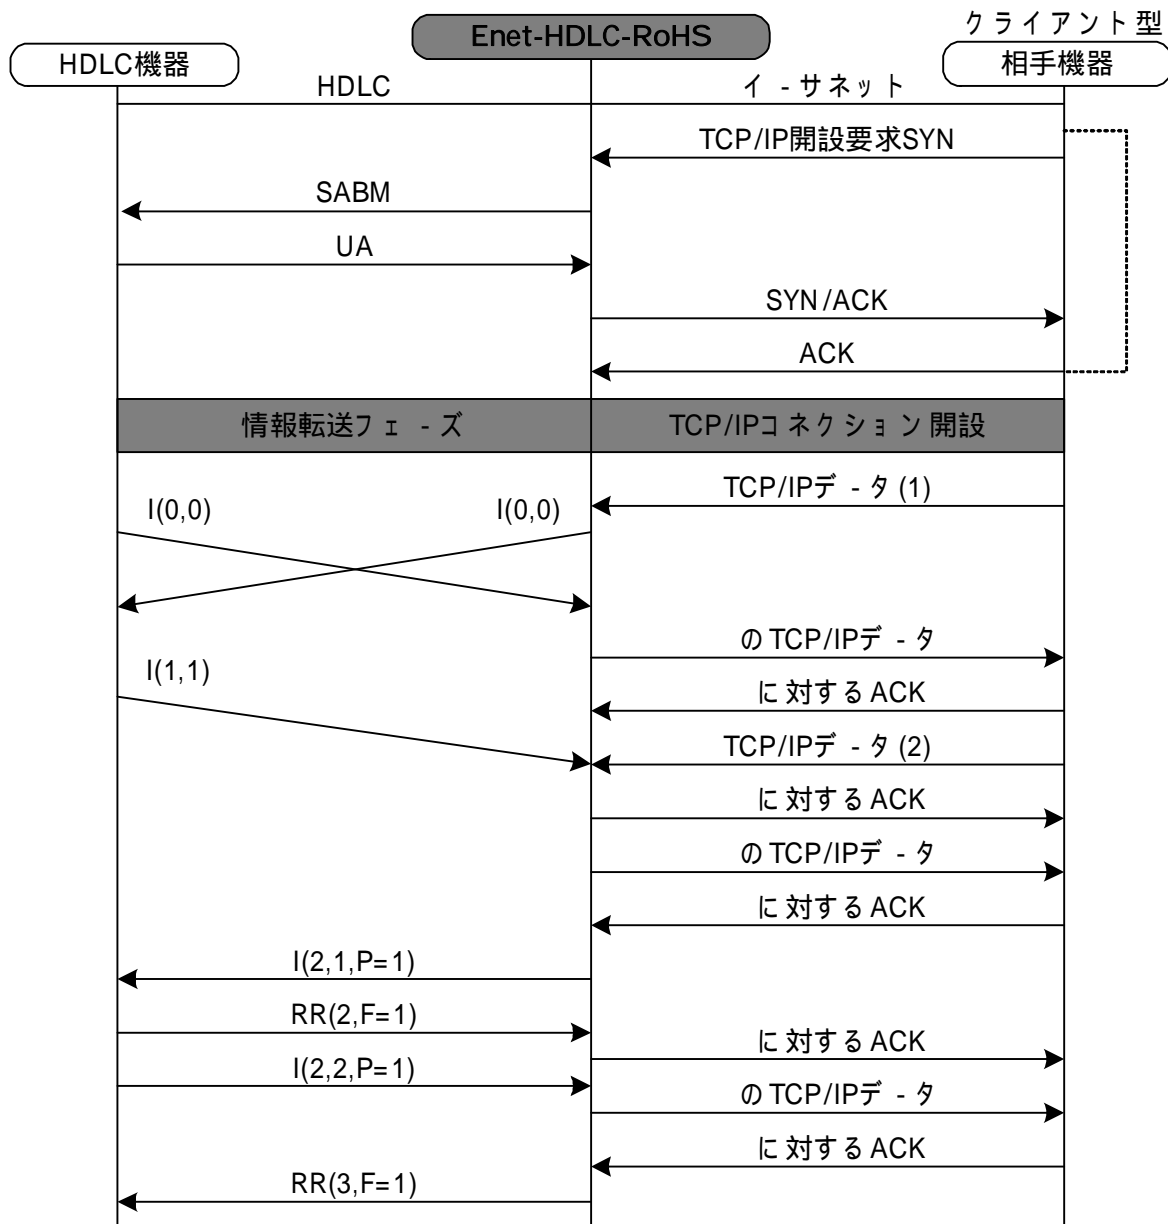 クライアント型
Enet-HDLC-RoHS
HDLC機器
相手機器
HDLC
イ-サネット
TCP/IP開設要求SYN
SABM
UA
SYN/ACK
ACK
情報転送フェ-ズ
TCP/IPコネクション開設
TCP/IPデ-タ(1)
I(0,0)
I(0,0)
のTCP/IPデ-タ
I(1,1)
に対するACK
TCP/IPデ-タ(2)
に対するACK
のTCP/IPデ-タ
に対するACK
I(2,1,P=1)
RR(2,F=1)
に対するACK
I(2,2,P=1)
のTCP/IPデ-タ
に対するACK
RR(3,F=1)